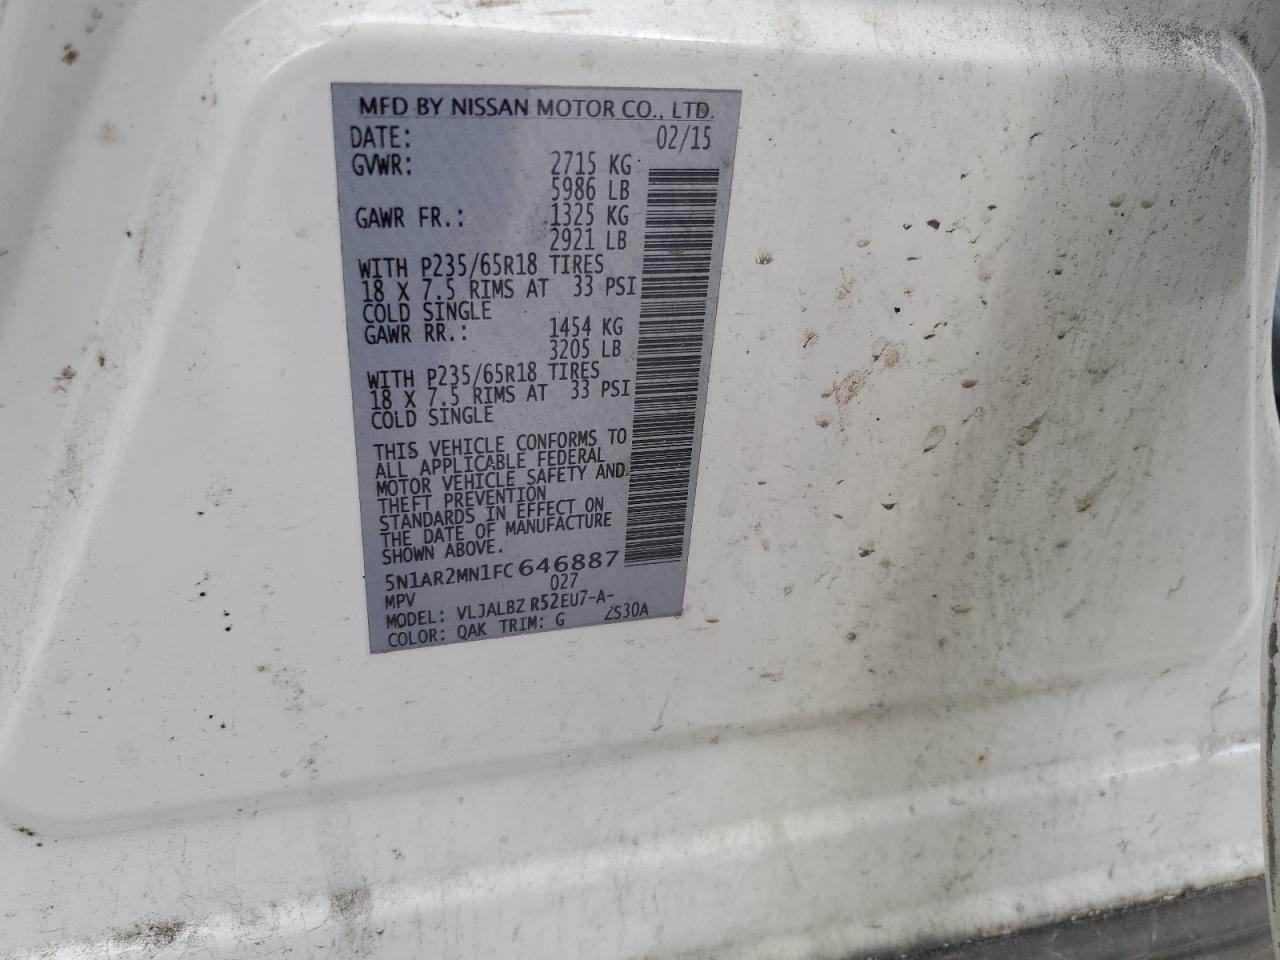 MFD BY NISSAN MOTOR CO., LTD.
DATE: 02/15
GVWR: 2715 KG
5986 LB
GAWR FR.: 1325 KG
2921 LB
WITH P235/65R18 TIRES
18 X 7.5 RIMS AT 33 PSI
COLD SINGLE
GAWR RR.: 1454 KG
3205 LB
WITH P235/65R18 TIRES
18 X 7.5 RIMS AT 33 PSI
COLD SINGLE
THIS VEHICLE CONFORMS TO
ALL APPLICABLE FEDERAL
MOTOR VEHICLE SAFETY AND
THEFT PREVENTION
STANDARDS IN EFFECT ON
THE DATE OF MANUFACTURE
SHOWN ABOVE.
5N1AR2MN1FC646887
MPV 027
MODEL: VLJALBZ R52EU7-A-
COLOR: QAK TRIM: G